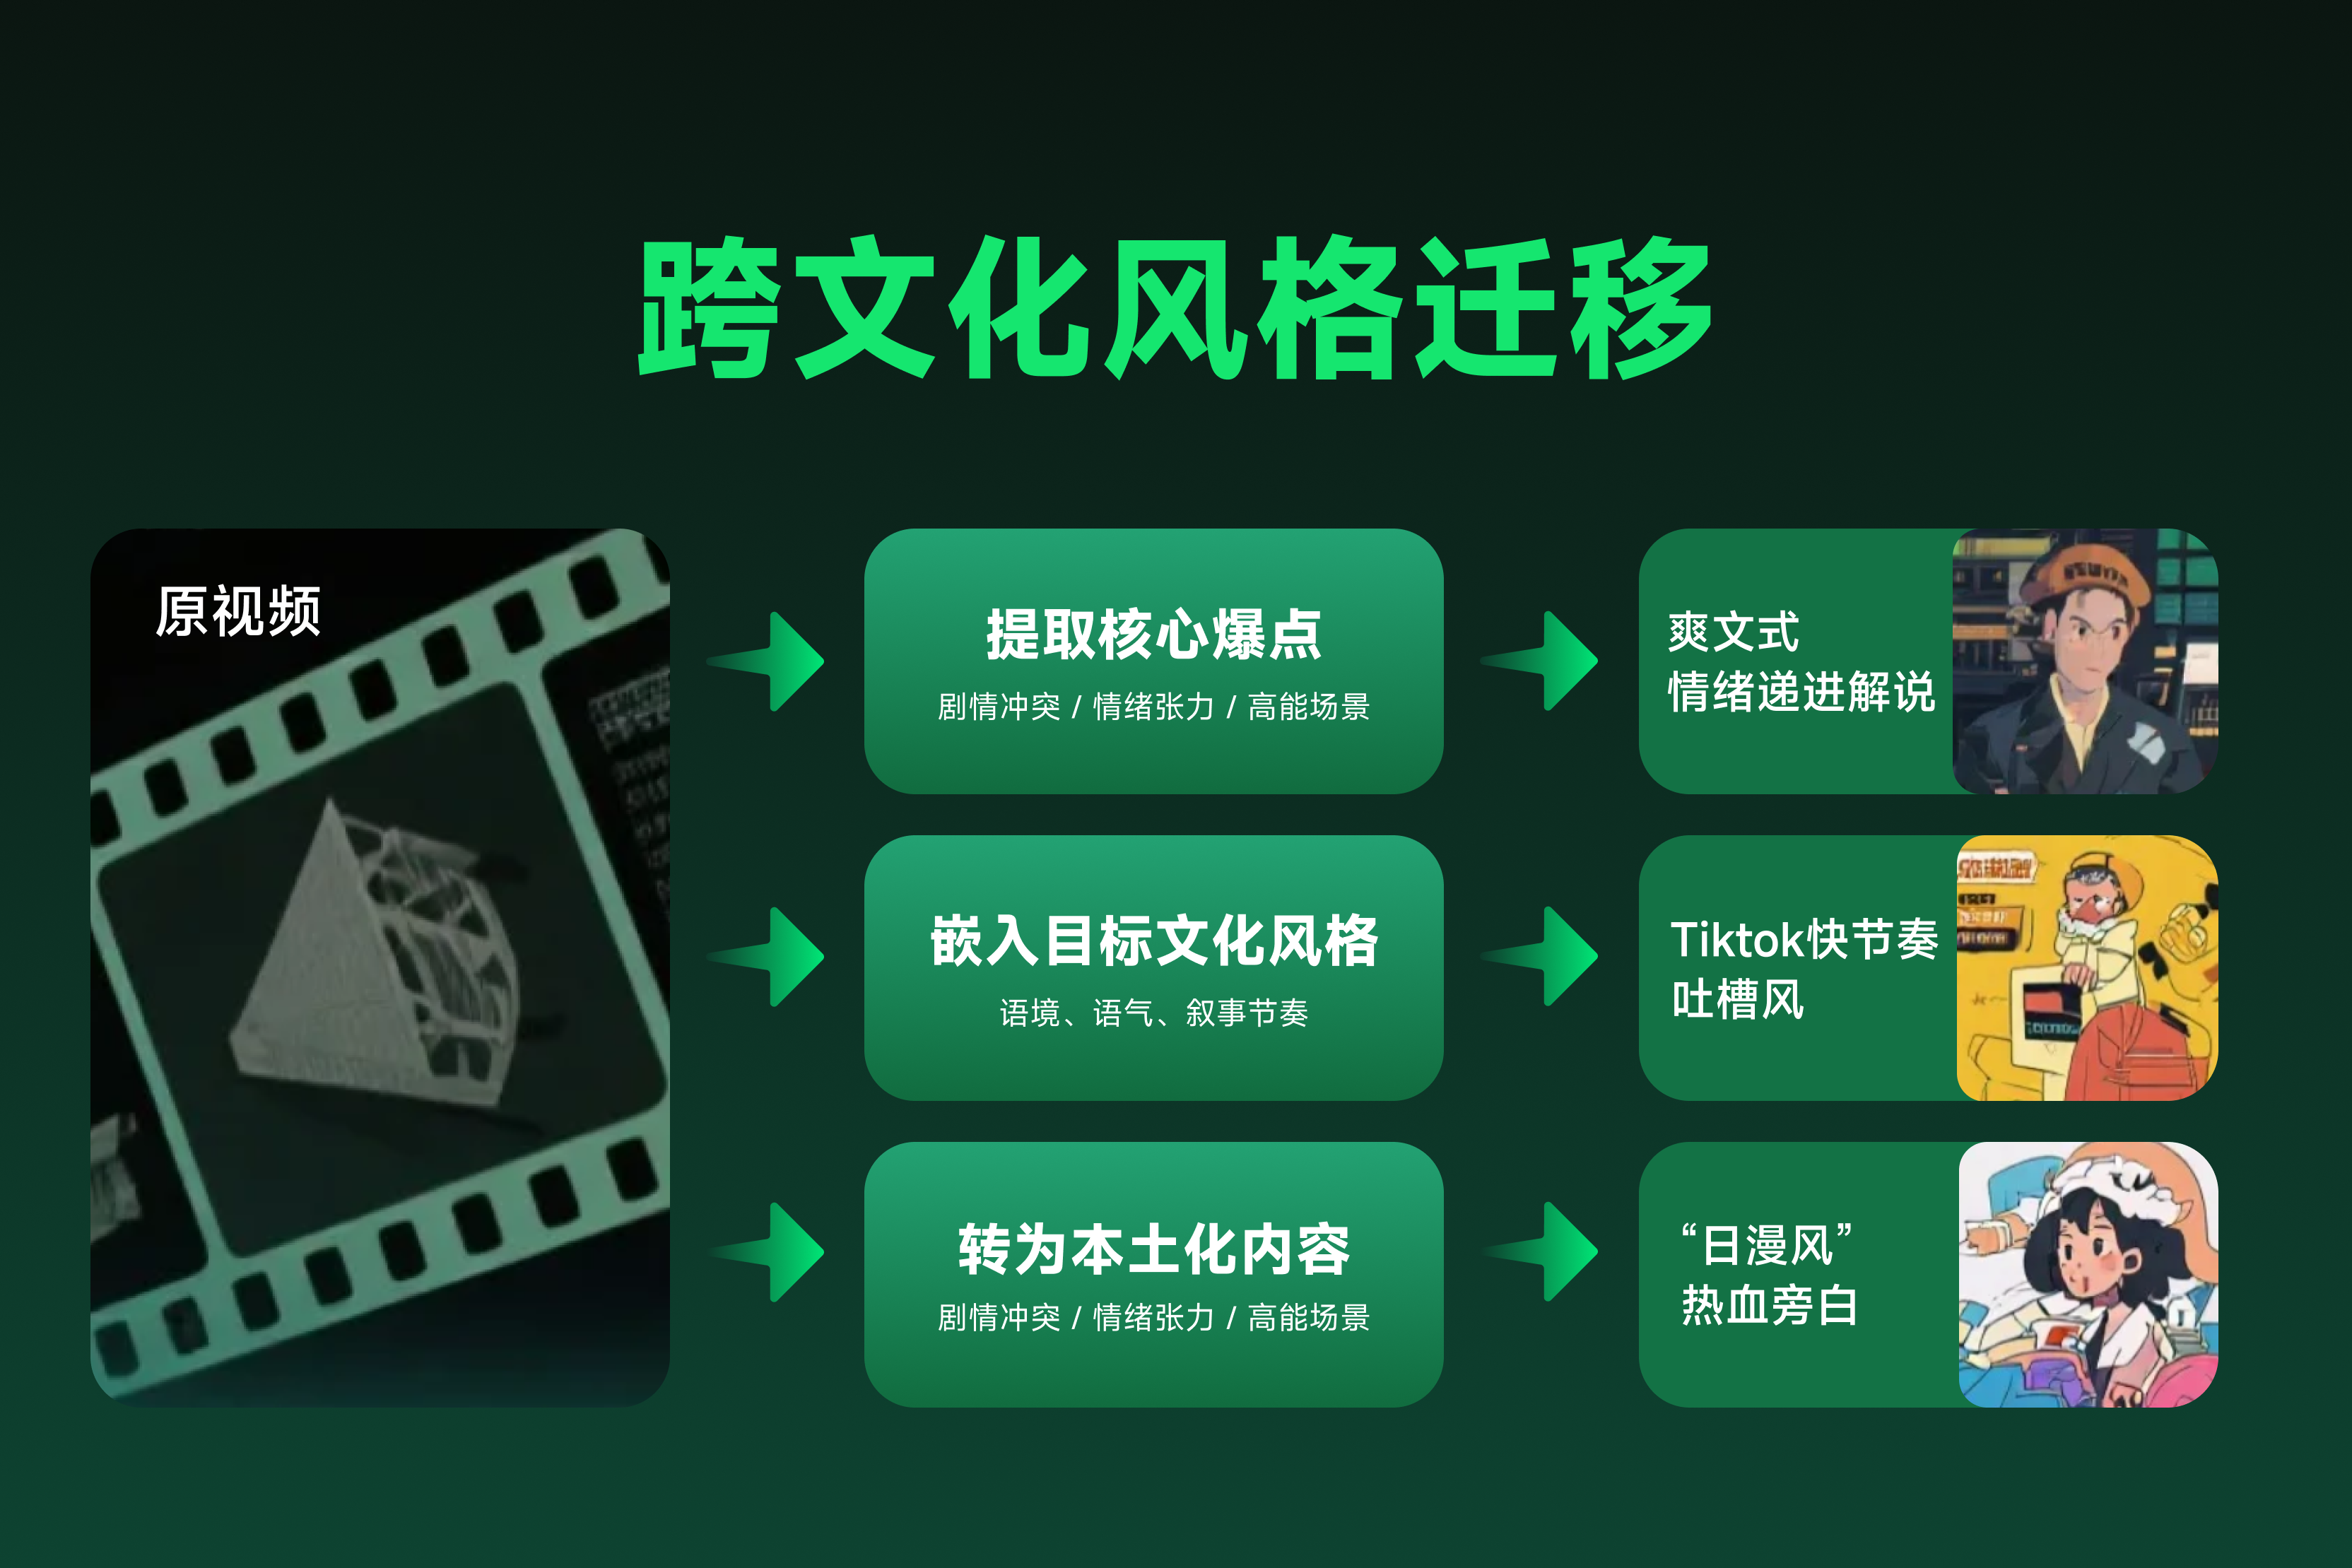 跨文化风格迁移
原视频
提取核心爆点
剧情冲突 / 情绪张力 / 高能场景
爽文式
情绪递进解说
嵌入目标文化风格
语境、语气、叙事节奏
Tiktok快节奏
吐槽风
转为本土化内容
剧情冲突 / 情绪张力 / 高能场景
“日漫风”
热血旁白